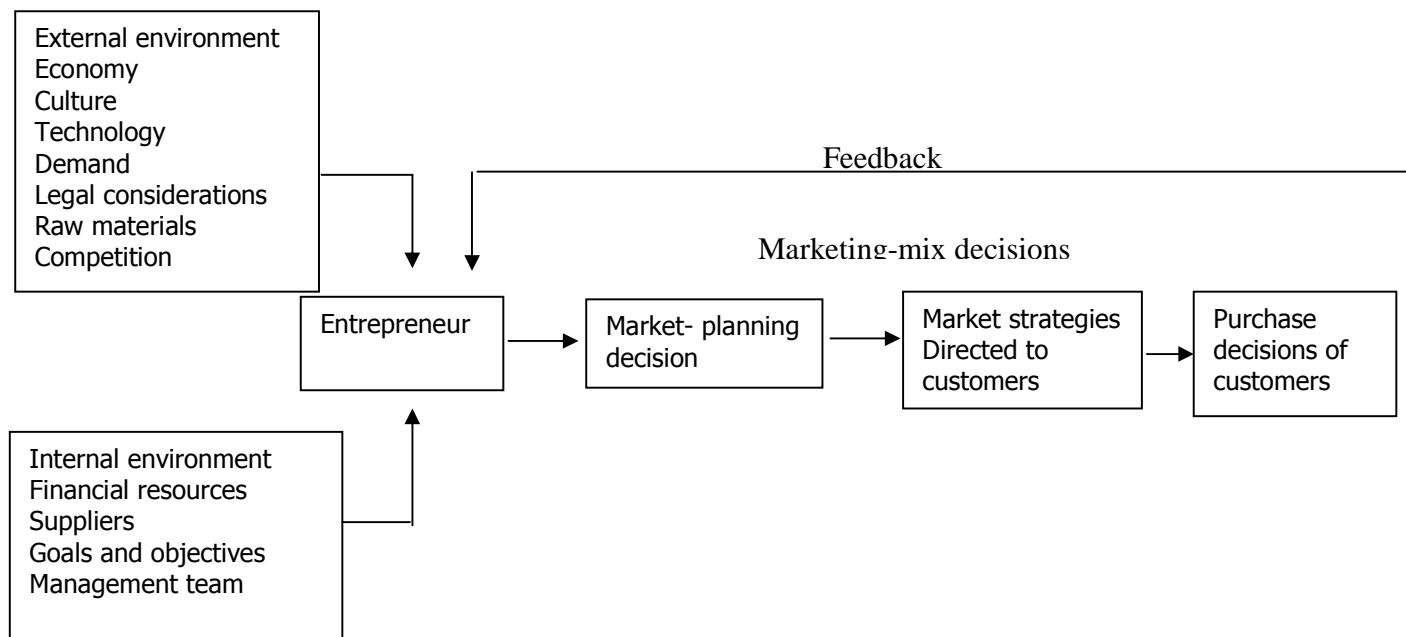 External environment
Economy
Culture
Technology
Demand
Legal considerations
Raw materials
Competition
Feedback
Marketing-mix decisions
Entrepreneur
Market- planning
decision
Market strategies
Directed to
customers
Purchase
decisions of
customers
Internal environment
Financial resources
Suppliers
Goals and objectives
Management team